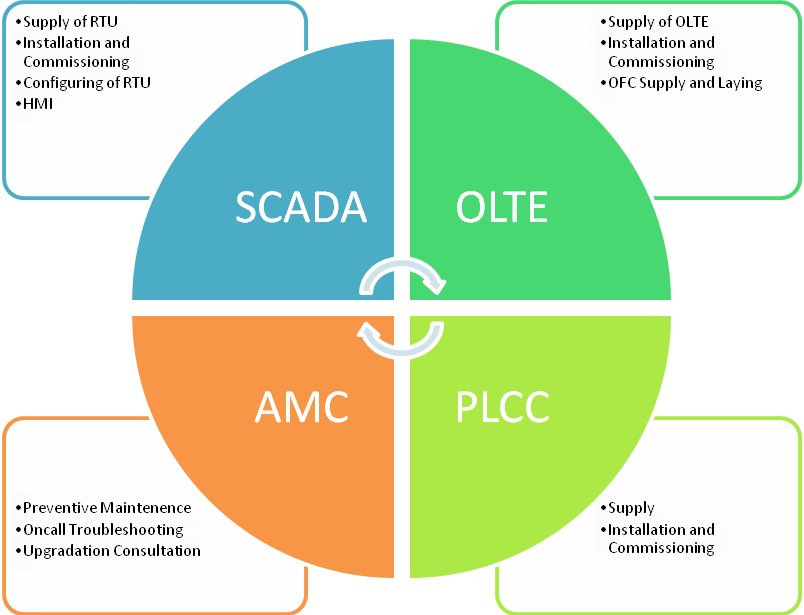 •Supply of RTU
•Installation and
Commissioning
•Configuring of RTU
•HMI
•Supply of OLTE
•Installation and
Commissioning
•OFC Supply and Laying
SCADA
OLTE
AMC
PLCC
•Preventive Maintenence
•Oncall Troubleshooting
•Upgradation Consultation
•Supply
•Installation and
Commissioning